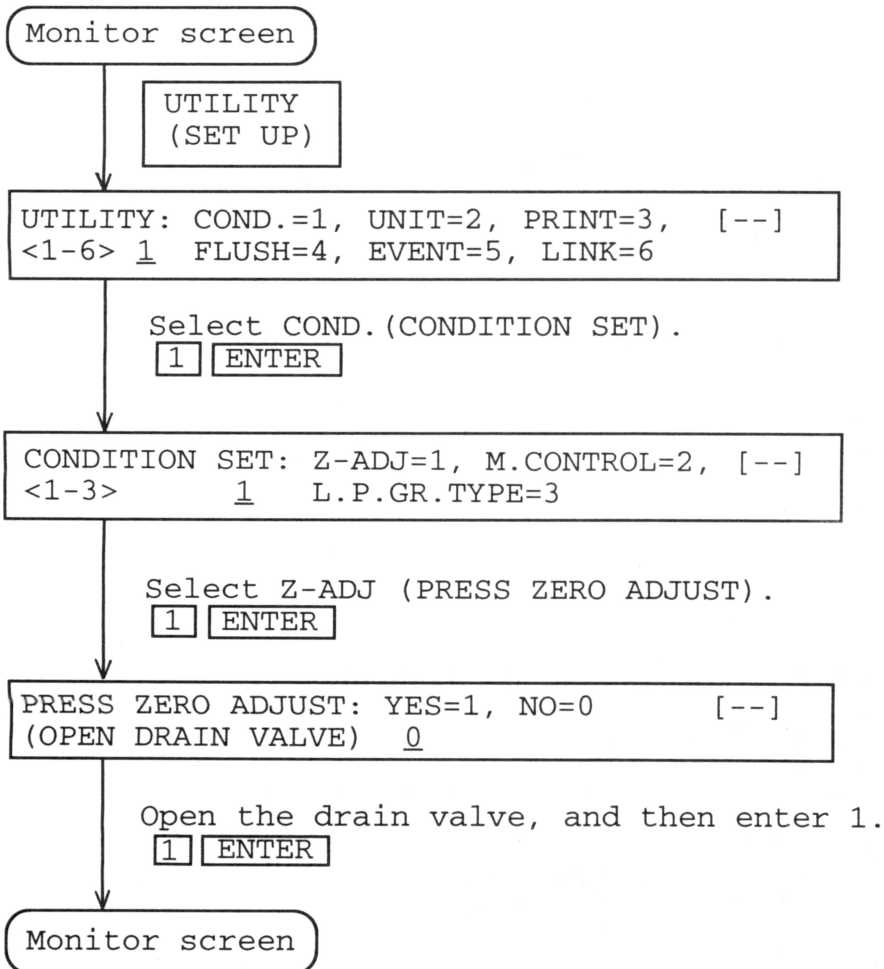 Monitor screen
UTILITY
(SET UP)
UTILITY: COND.=1, UNIT=2, PRINT=3, [--]
<1-6> 1 FLUSH=4, EVENT=5, LINK=6
Select COND.(CONDITION SET).
1 ENTER
CONDITION SET: Z-ADJ=1, M.CONTROL=2, [--]
<1-3> 1 L.P.GR.TYPE=3
Select Z-ADJ (PRESS ZERO ADJUST).
1 ENTER
PRESS ZERO ADJUST: YES=1, NO=0 [--]
(OPEN DRAIN VALVE) 0
Open the drain valve, and then enter 1.
1 ENTER
Monitor screen